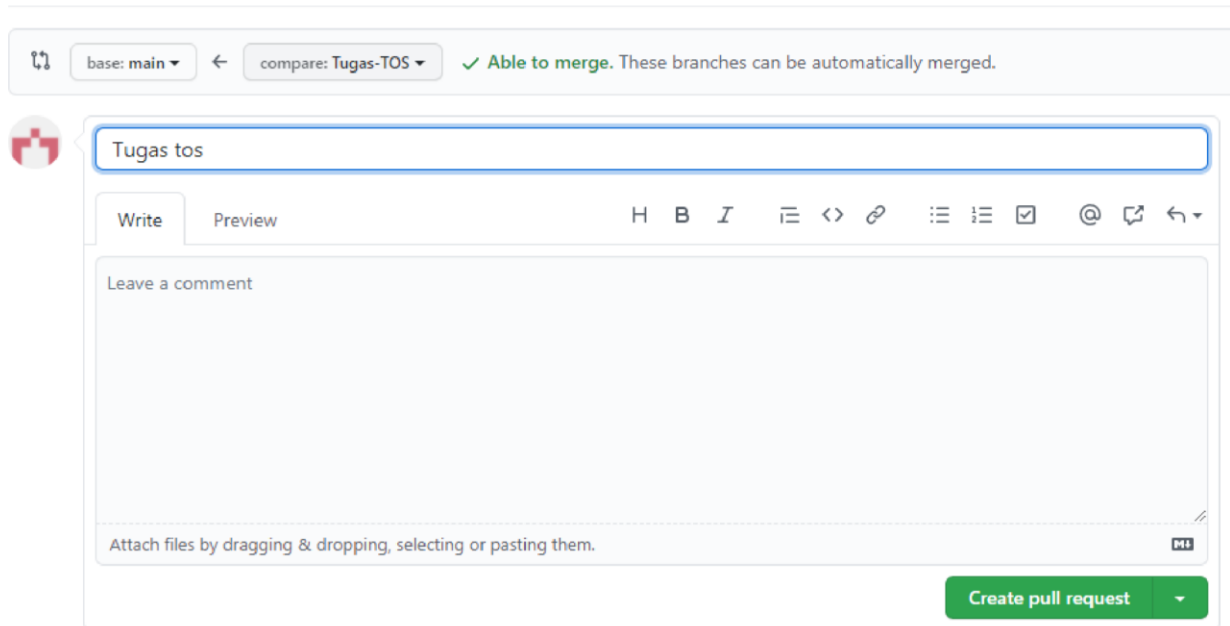 base: main compare: Tugas-TOS Able to merge. These branches can be automatically merged.
Tugas tos
Write Preview H B I @
Leave a comment
Attach files by dragging & dropping, selecting or pasting them.
Create pull request